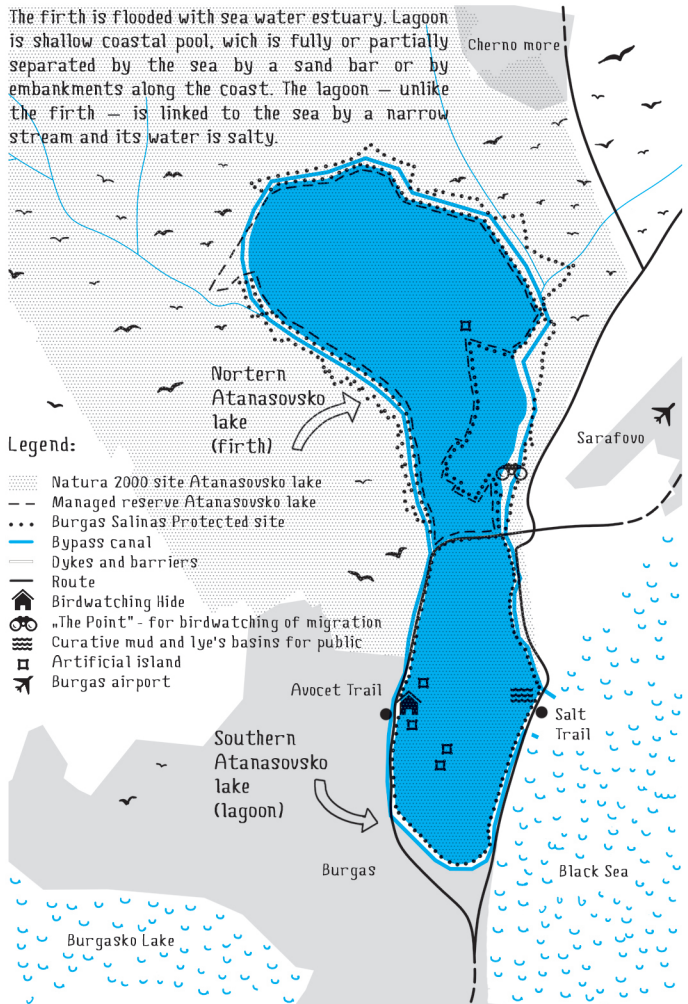 The firth is flooded with sea water estuary. Lagoon
is shallow coastal pool, wich is fully or partially
separated by the sea by a sand bar or by
embankments along the coast. The lagoon – unlike
the firth – is linked to the sea by a narrow
stream and its water is salty.
Cherno more
Nortern
Atanasovsko
lake
(firth)
Sarafovo
Legend:
Natura 2000 site Atanasovsko lake
Managed reserve Atanasovsko lake
Burgas Salinas Protected site
Bypass canal
Dykes and barriers
Route
Birdwatching Hide
„The Point" - for birdwatching of migration
Curative mud and lye's basins for public
Artificial island
Burgas airport
Avocet Trail
Salt
Trail
Southern
Atanasovsko
lake
(lagoon)
Burgas
Black Sea
Burgasko Lake